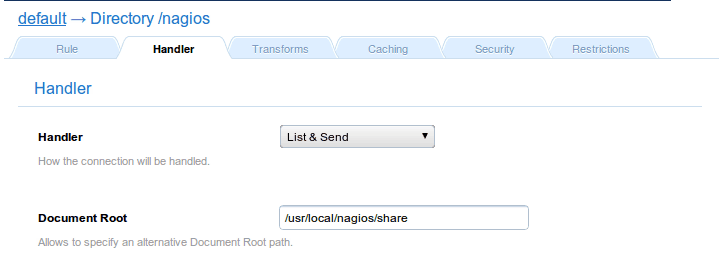 default → Directory /nagios
Rule Handler Transforms Caching Security Restrictions
Handler
Handler List & Send
How the connection will be handled.
Document Root /usr/local/nagios/share
Allows to specify an alternative Document Root path.